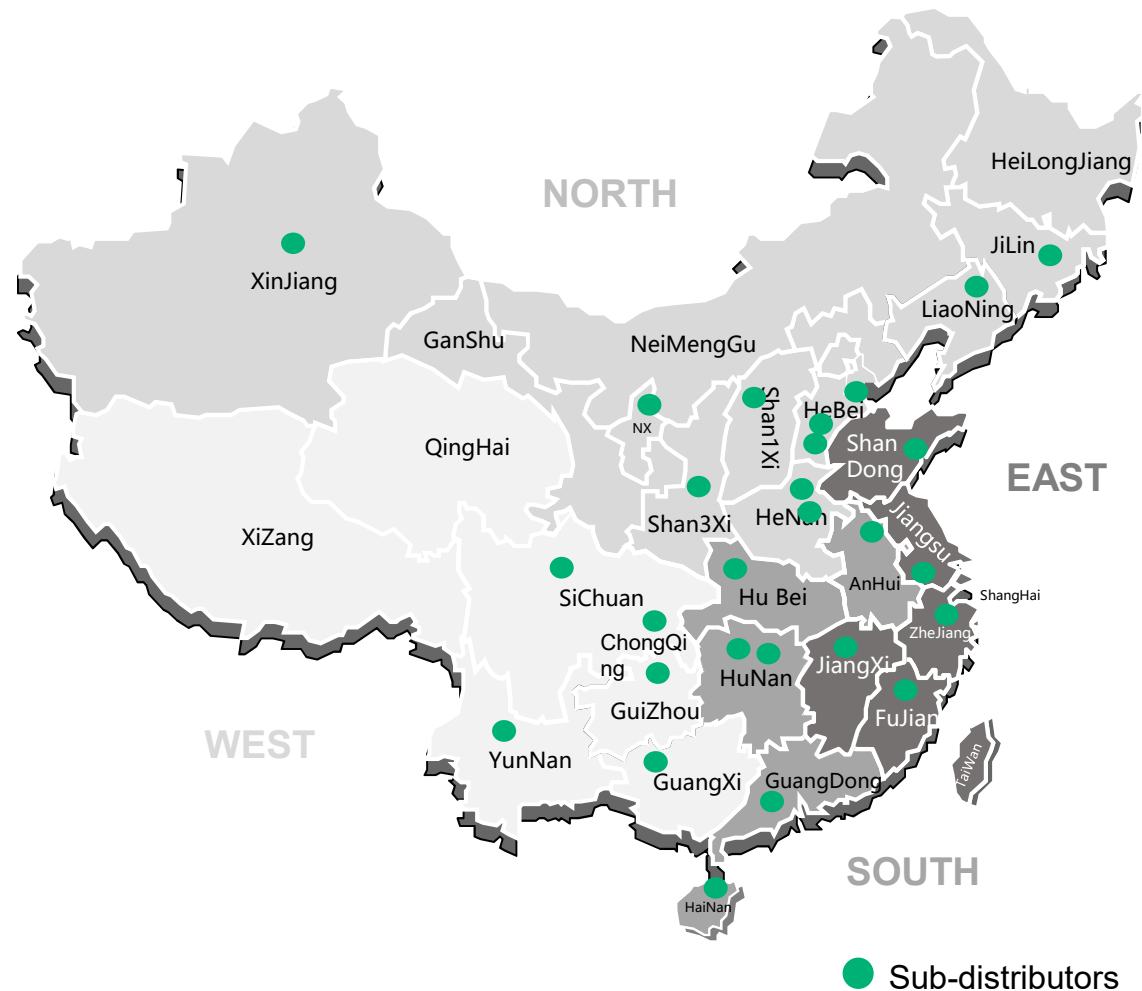 HeiLongJiang
NORTH
JiLin
XinJiang
LiaoNing
GanShu
NeiMengGu
Shan1Xi
HeBei
NX
QingHai
Shan
Dong
EAST
Jiangsu
Shan3Xi
HeNan
XiZang
SiChuan
Hu Bei
AnHui
ShangHai
ChongQi
ng
ZheJiang
JiangXi
HuNan
GuiZhou
FuJian
WEST
YunNan
GuangXi
GuangDong
TaiWan
SOUTH
HaiNan
Sub-distributors